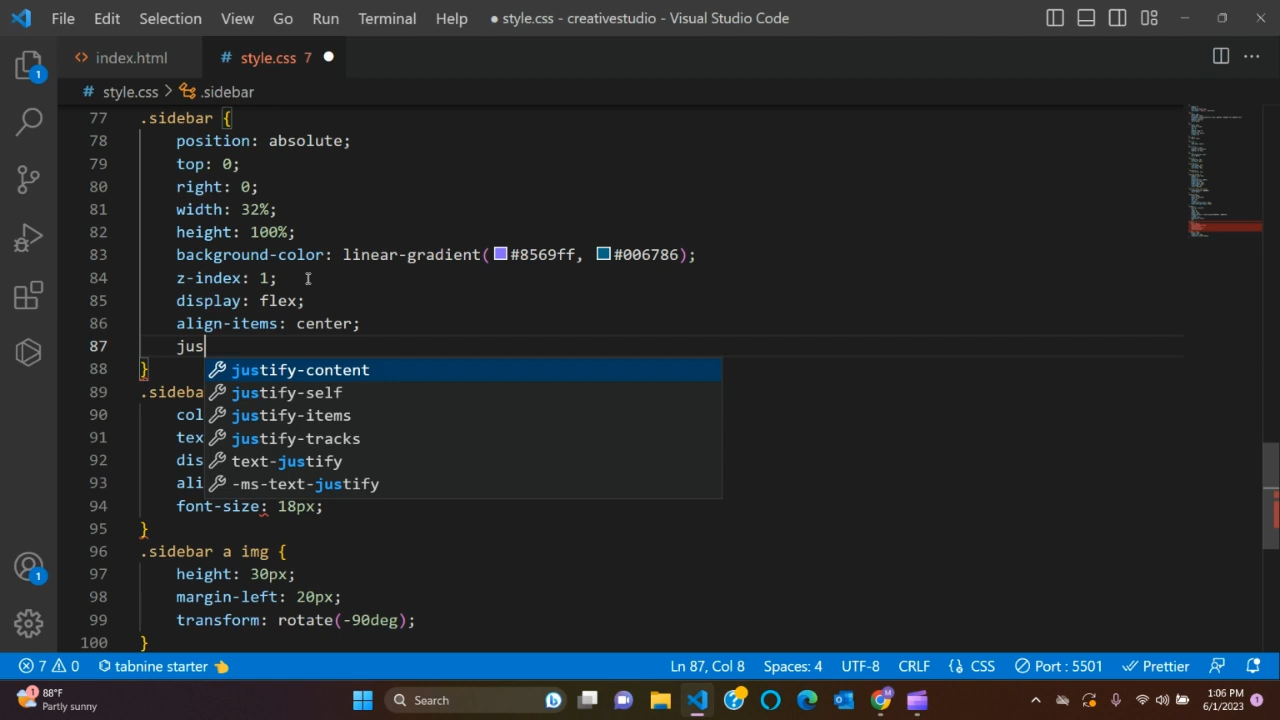 File Edit Selection View Go Run Terminal Help ● style.css - creativestudio - Visual Studio Code
<> index.html # style.css 7 ●
# style.css > .sidebar
77 .sidebar {
78 position: absolute;
79 top: 0;
80 right: 0;
81 width: 32%;
82 height: 100%;
83 background-color: linear-gradient(#8569ff, #006786);
84 z-index: 1;
85 display: flex;
86 align-items: center;
87 jus
88 }
justify-content
89 .sideba
justify-self
90 col
justify-items
91 tex
justify-tracks
92 dis
text-justify
93 ali
-ms-text-justify
94 font-size: 18px;
95 }
96 .sidebar a img {
97 height: 30px;
98 margin-left: 20px;
99 transform: rotate(-90deg);
100 }
1
1
7 0 tabnine starter 👈 Ln 87, Col 8 Spaces: 4 UTF-8 CRLF {} CSS Port : 5501 Prettier
1 88°F
Partly sunny
Search
1:06 PM
6/1/2023 1